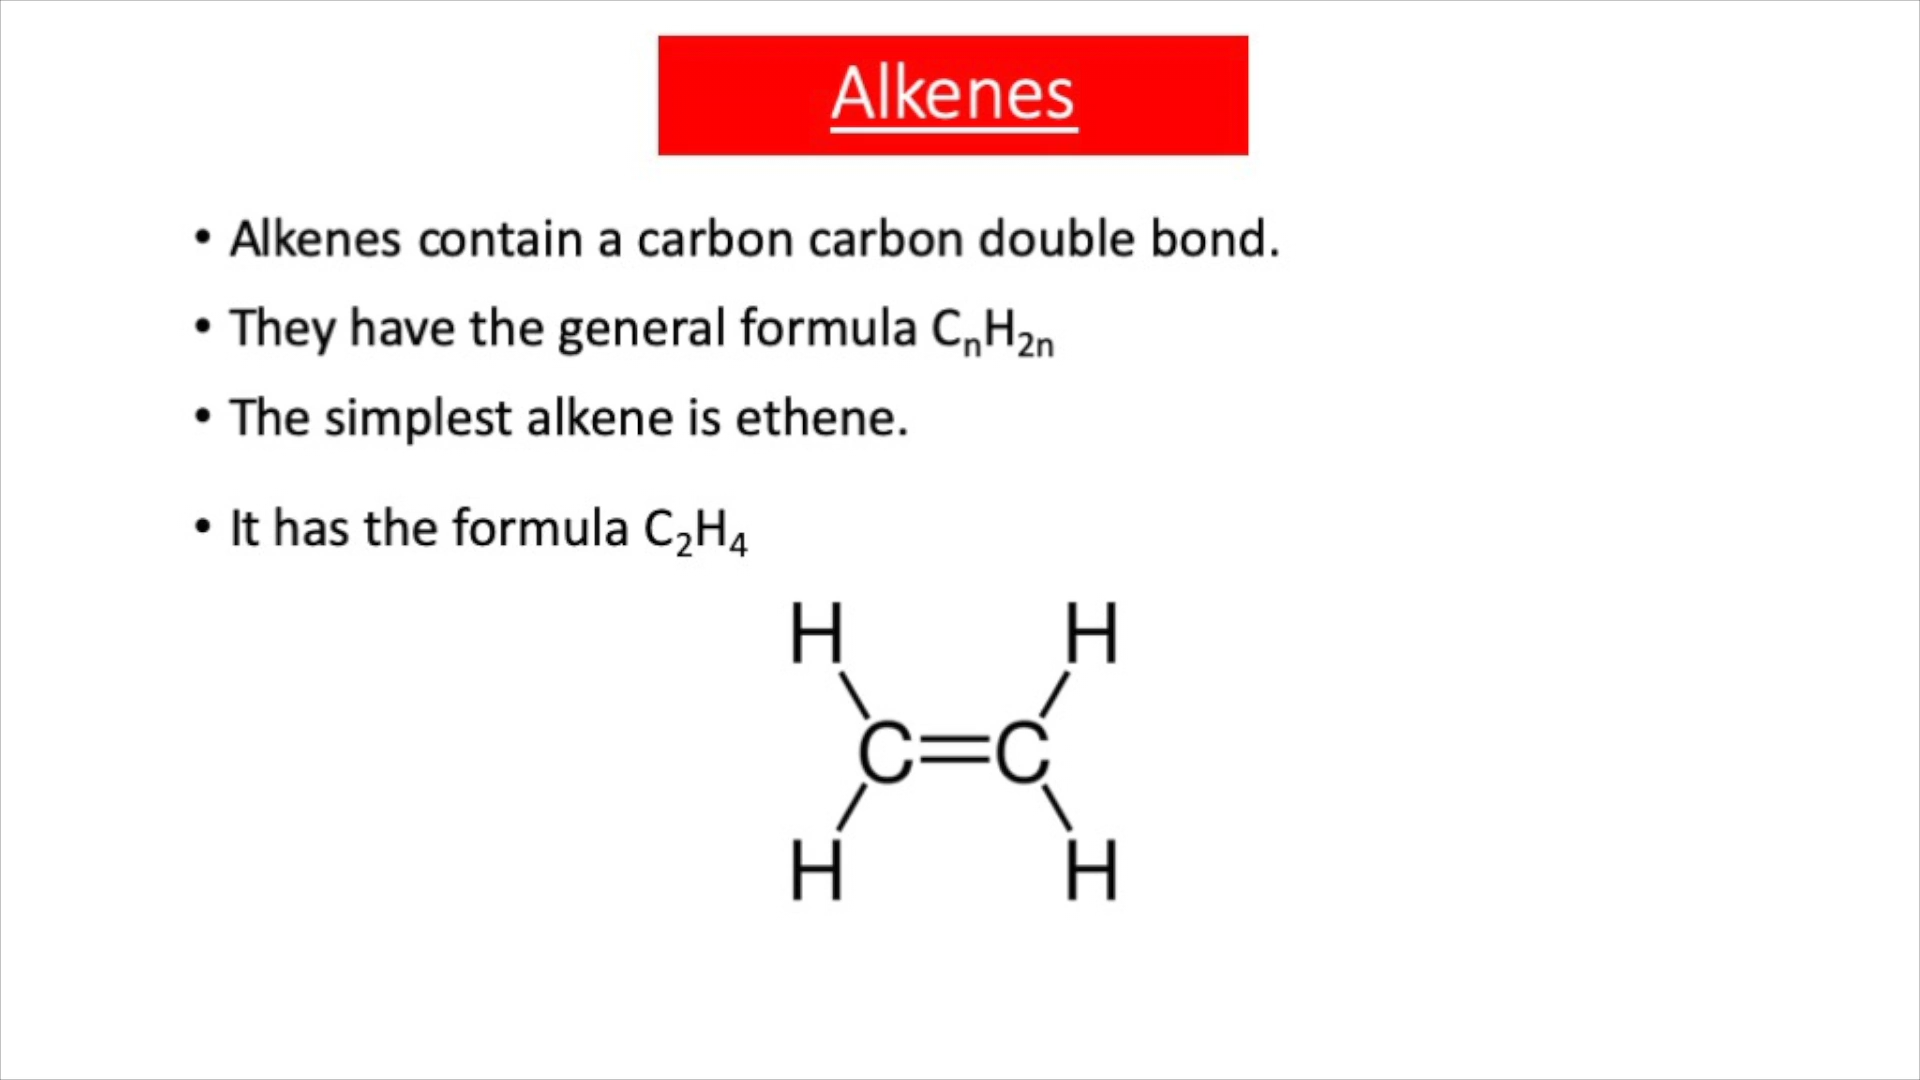 Alkenes
• Alkenes contain a carbon carbon double bond.
• They have the general formula CₙH₂ₙ
• The simplest alkene is ethene.
• It has the formula C₂H₄
H H
C=C
H H